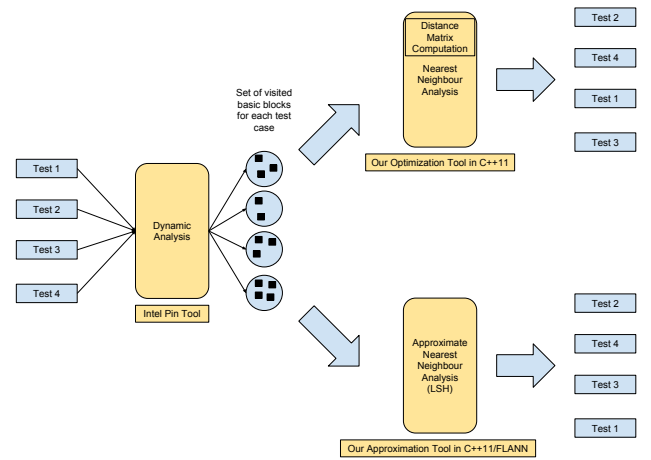 Test 1
Test 2
Test 3
Test 4
Dynamic
Analysis
Intel Pin Tool
Set of visited
basic blocks
for each test
case
Distance
Matrix
Computation
Nearest
Neighbour
Analysis
Our Optimization Tool in C++11
Test 2
Test 4
Test 1
Test 3
Approximate
Nearest
Neighbour
Analysis
(LSH)
Our Approximation Tool in C++11/FLANN
Test 2
Test 4
Test 3
Test 1